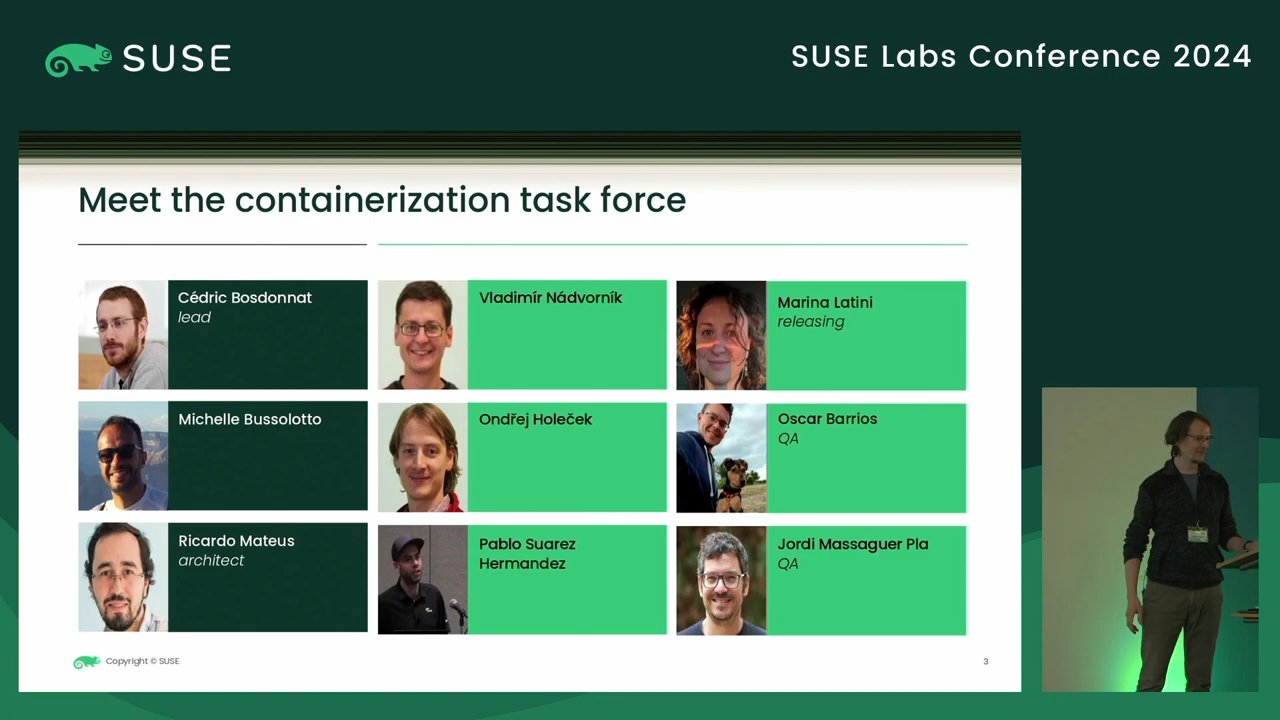 SUSE
SUSE Labs Conference 2024
Meet the containerization task force
Cédric Bosdonnat
lead
Vladimír Nádvorník
Marina Latini
releasing
Michelle Bussolotto
Ondřej Holeček
Oscar Barrios
QA
Ricardo Mateus
architect
Pablo Suarez
Hermandez
Jordi Massaguer Pla
QA
Copyright © SUSE
3